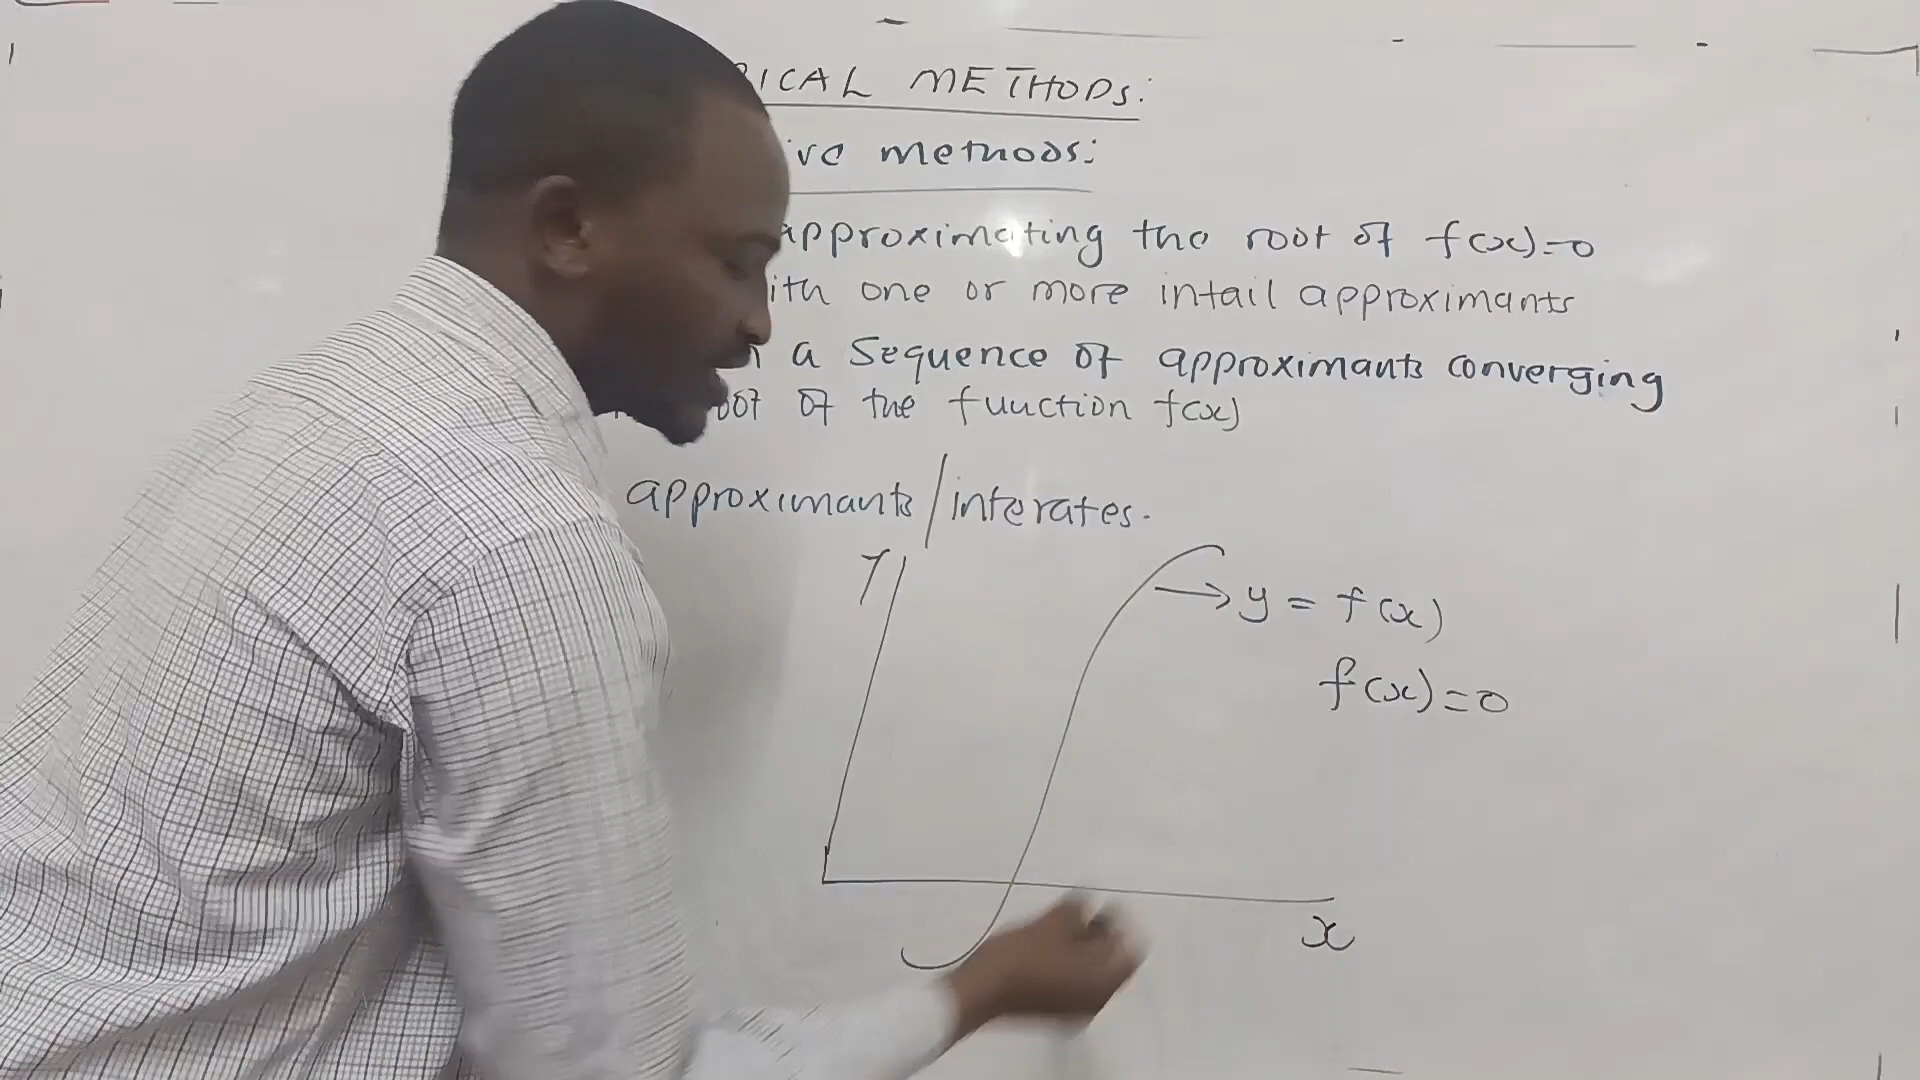 ICAL METHODS:
ive methods:
approximating the root of f(x)=0
ith one or more intail approximants
a sequence of approximants converging
oot of the fuuction f(x)
approximants/interates.
y
y = f(x)
f(x)=0
x